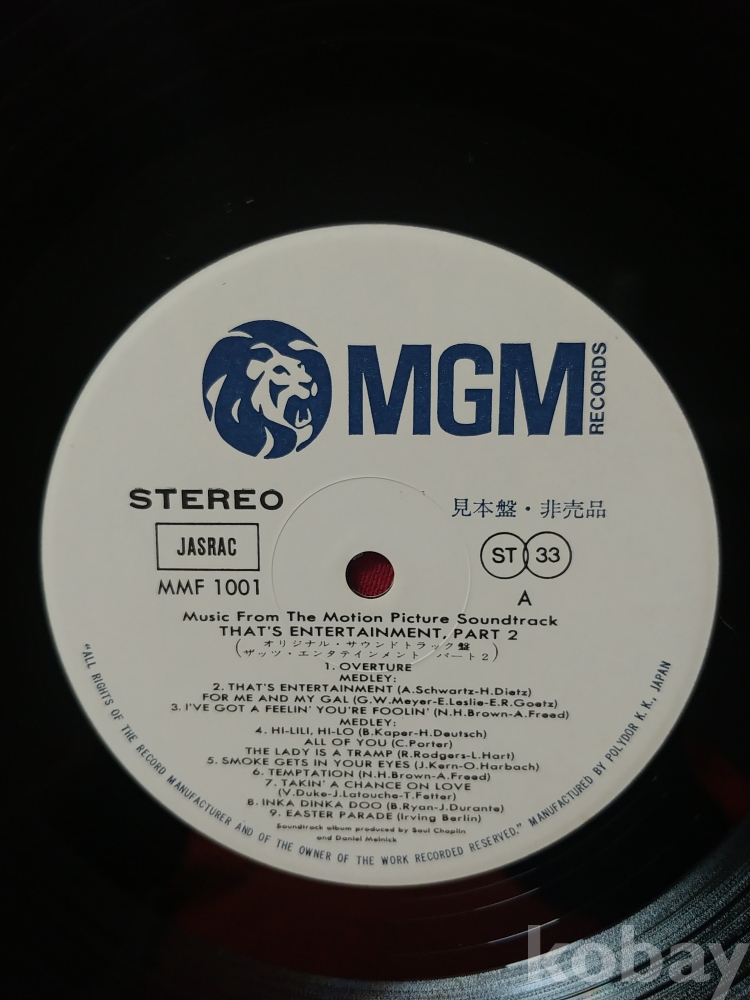 MGM RECORDS
STEREO
見本盤・非売品
JASRAC
ST 33
MMF 1001
A
Music From The Motion Picture Soundtrack
THAT'S ENTERTAINMENT, PART 2
(オリジナル・サウンドトラック盤
ザッツ・エンタテインメント パート2)
1. OVERTURE
MEDLEY:
2. THAT'S ENTERTAINMENT (A.Schwartz-H.Dietz)
FOR ME AND MY GAL (G.W.Meyer-E.Leslie-E.R.Goetz)
3. I'VE GOT A FEELIN' YOU'RE FOOLIN' (N.H.Brown-A.Freed)
MEDLEY:
4. HI-LILI, HI-LO (B.Kaper-H.Deutsch)
ALL OF YOU (C.Porter)
THE LADY IS A TRAMP (R.Rodgers-L.Hart)
5. SMOKE GETS IN YOUR EYES (J.Kern-O.Harbach)
6. TEMPTATION (N.H.Brown-A.Freed)
7. TAKIN' A CHANCE ON LOVE
(V.Duke-J.Latouche-T.Fetter)
8. INKA DINKA DOO (B.Ryan-J.Durante)
9. EASTER PARADE (Irving Berlin)
Soundtrack album produced by Saul Chaplin
and Daniel Melnick
"ALL RIGHTS OF THE RECORD MANUFACTURER AND OF THE OWNER OF THE WORK RECORDED RESERVED." MANUFACTURED BY POLYDOR K. K., JAPAN
kobay